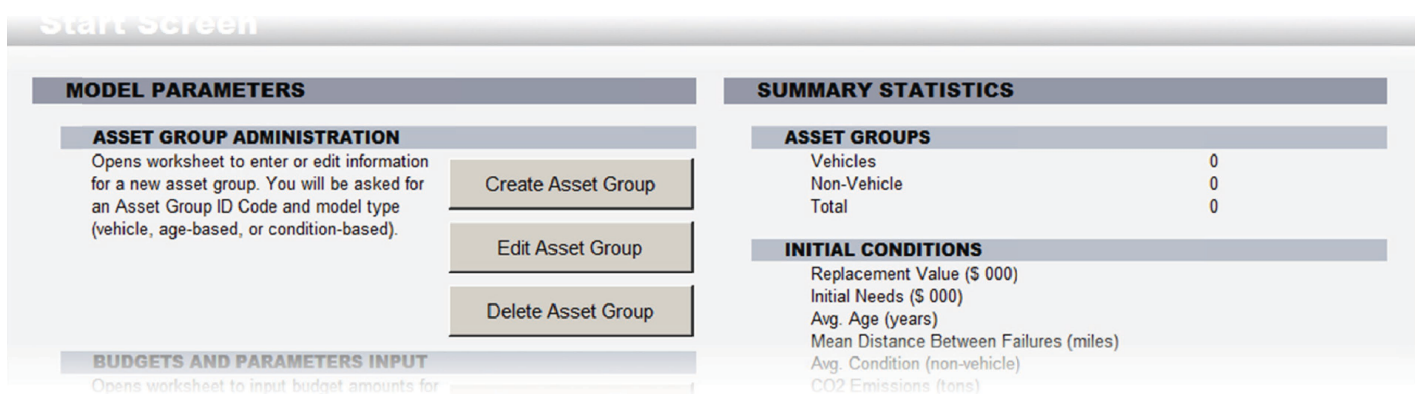 Start Screen
MODEL PARAMETERS
ASSET GROUP ADMINISTRATION
Opens worksheet to enter or edit information
for a new asset group. You will be asked for
an Asset Group ID Code and model type
(vehicle, age-based, or condition-based).
Create Asset Group
Edit Asset Group
Delete Asset Group
BUDGETS AND PARAMETERS INPUT
Opens worksheet to input budget amounts for
SUMMARY STATISTICS
ASSET GROUPS
Vehicles 0
Non-Vehicle 0
Total 0
INITIAL CONDITIONS
Replacement Value ($ 000)
Initial Needs ($ 000)
Avg. Age (years)
Mean Distance Between Failures (miles)
Avg. Condition (non-vehicle)
CO2 Emissions (tons)